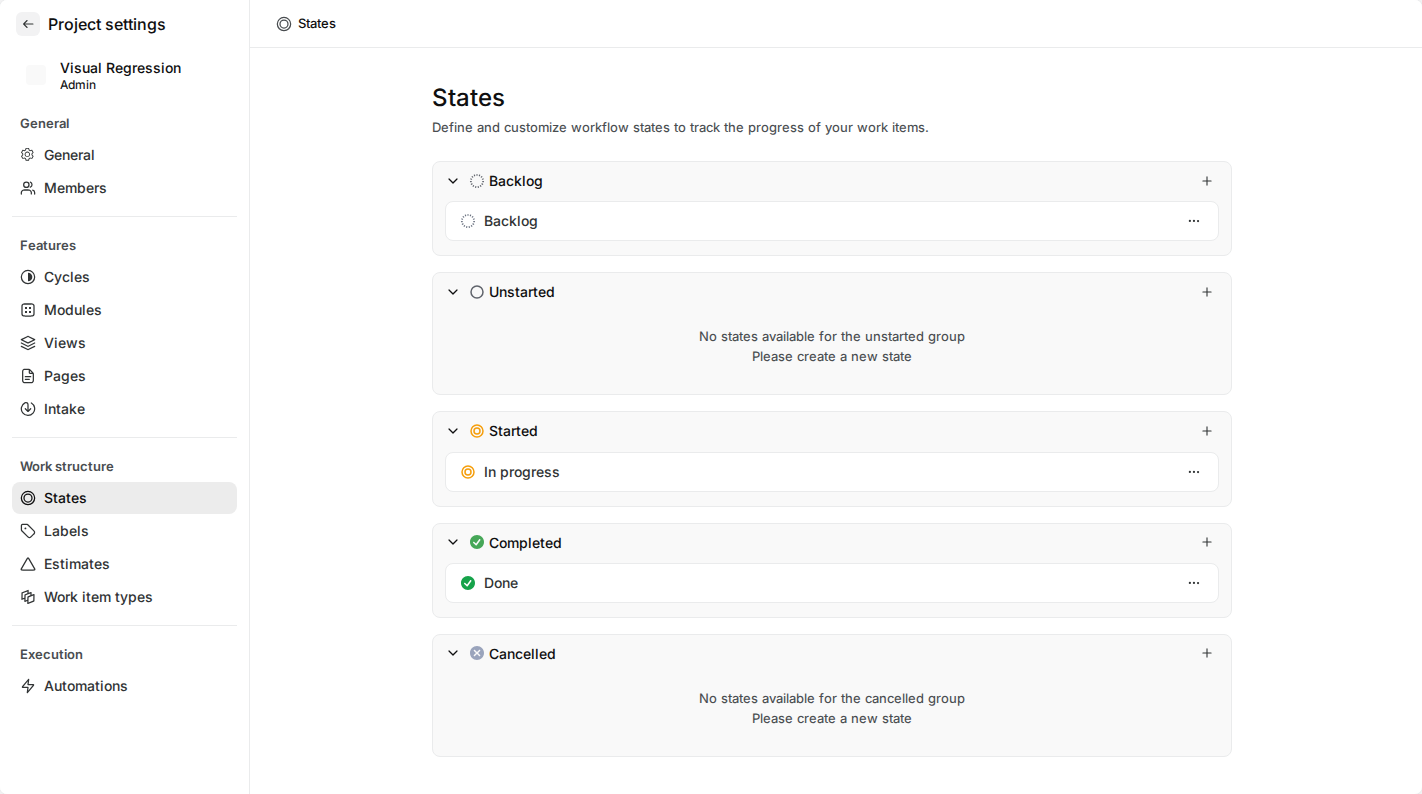 Project settings
Visual Regression
Admin
General
General
Members
Features
Cycles
Modules
Views
Pages
Intake
Work structure
States
Labels
Estimates
Work item types
Execution
Automations
States
States
Define and customize workflow states to track the progress of your work items.
Backlog
Backlog
Unstarted
No states available for the unstarted group
Please create a new state
Started
In progress
Completed
Done
Cancelled
No states available for the cancelled group
Please create a new state